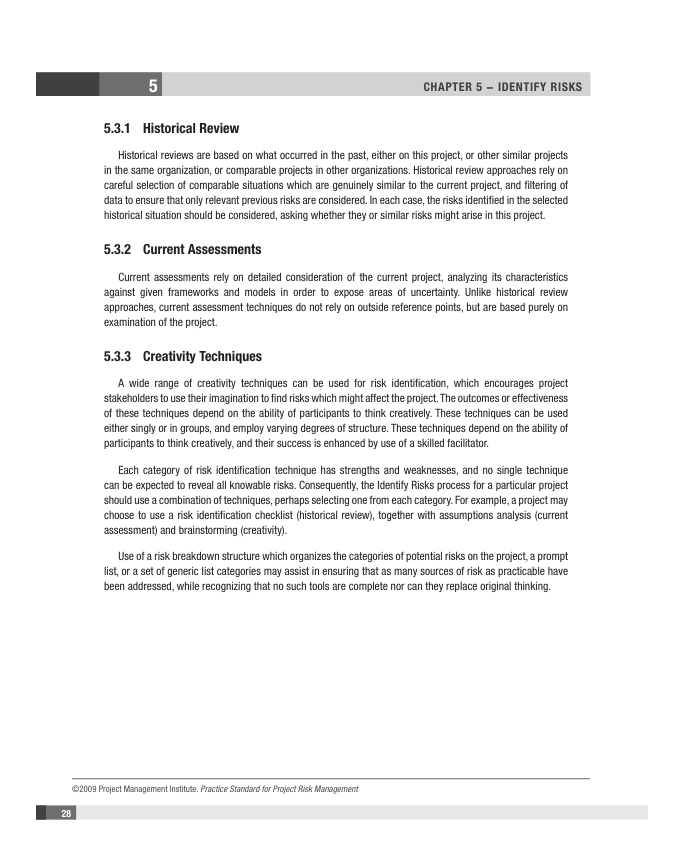 5
CHAPTER 5 − IDENTIFY RISKS
5.3.1 Historical Review
Historical reviews are based on what occurred in the past, either on this project, or other similar projects
in the same organization, or comparable projects in other organizations. Historical review approaches rely on
careful selection of comparable situations which are genuinely similar to the current project, and filtering of
data to ensure that only relevant previous risks are considered. In each case, the risks identified in the selected
historical situation should be considered, asking whether they or similar risks might arise in this project.
5.3.2 Current Assessments
Current assessments rely on detailed consideration of the current project, analyzing its characteristics
against given frameworks and models in order to expose areas of uncertainty. Unlike historical review
approaches, current assessment techniques do not rely on outside reference points, but are based purely on
examination of the project.
5.3.3 Creativity Techniques
A wide range of creativity techniques can be used for risk identification, which encourages project
stakeholders to use their imagination to find risks which might affect the project. The outcomes or effectiveness
of these techniques depend on the ability of participants to think creatively. These techniques can be used
either singly or in groups, and employ varying degrees of structure. These techniques depend on the ability of
participants to think creatively, and their success is enhanced by use of a skilled facilitator.
Each category of risk identification technique has strengths and weaknesses, and no single technique
can be expected to reveal all knowable risks. Consequently, the Identify Risks process for a particular project
should use a combination of techniques, perhaps selecting one from each category. For example, a project may
choose to use a risk identification checklist (historical review), together with assumptions analysis (current
assessment) and brainstorming (creativity).
Use of a risk breakdown structure which organizes the categories of potential risks on the project, a prompt
list, or a set of generic list categories may assist in ensuring that as many sources of risk as practicable have
been addressed, while recognizing that no such tools are complete nor can they replace original thinking.
©2009 Project Management Institute. Practice Standard for Project Risk Management
28